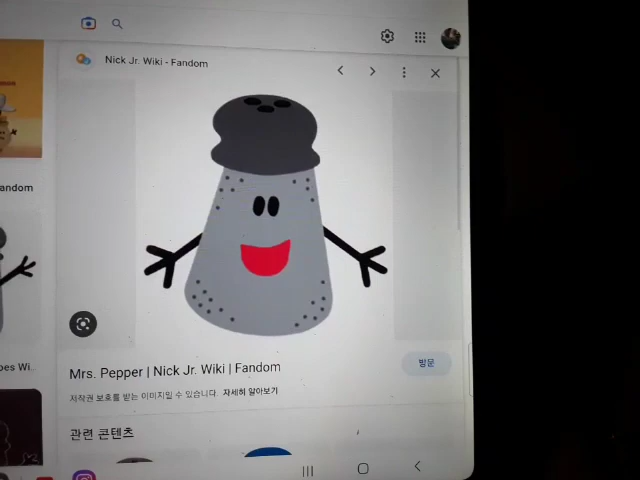 Nick Jr. Wiki - Fandom
andom
oes Wi..
Mrs. Pepper | Nick Jr. Wiki | Fandom
방문
저작권 보호를 받는 이미지일 수 있습니다. 자세히 알아보기
관련 콘텐츠